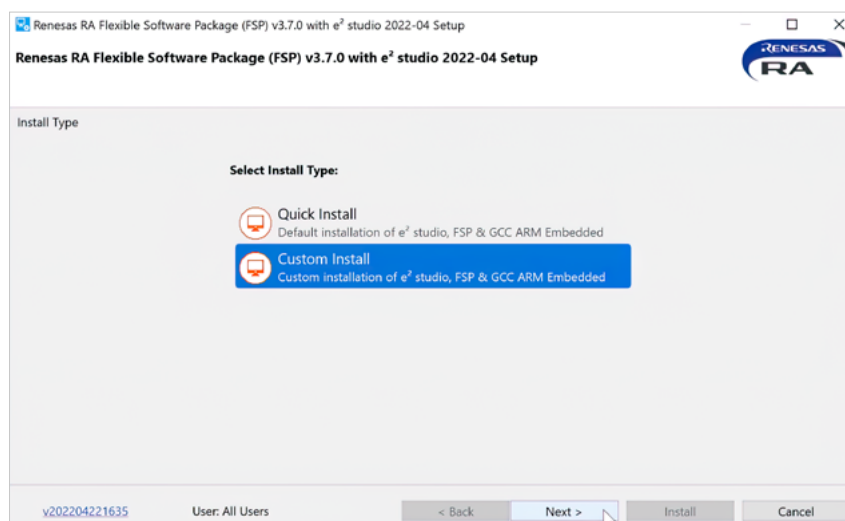 Renesas RA Flexible Software Package (FSP) v3.7.0 with e² studio 2022-04 Setup
Renesas RA Flexible Software Package (FSP) v3.7.0 with e² studio 2022-04 Setup
RENESAS
RA
Install Type
Select Install Type:
Quick Install
Default installation of e² studio, FSP & GCC ARM Embedded
Custom Install
Custom installation of e² studio, FSP & GCC ARM Embedded
v202204221635 User: All Users < Back Next > Install Cancel